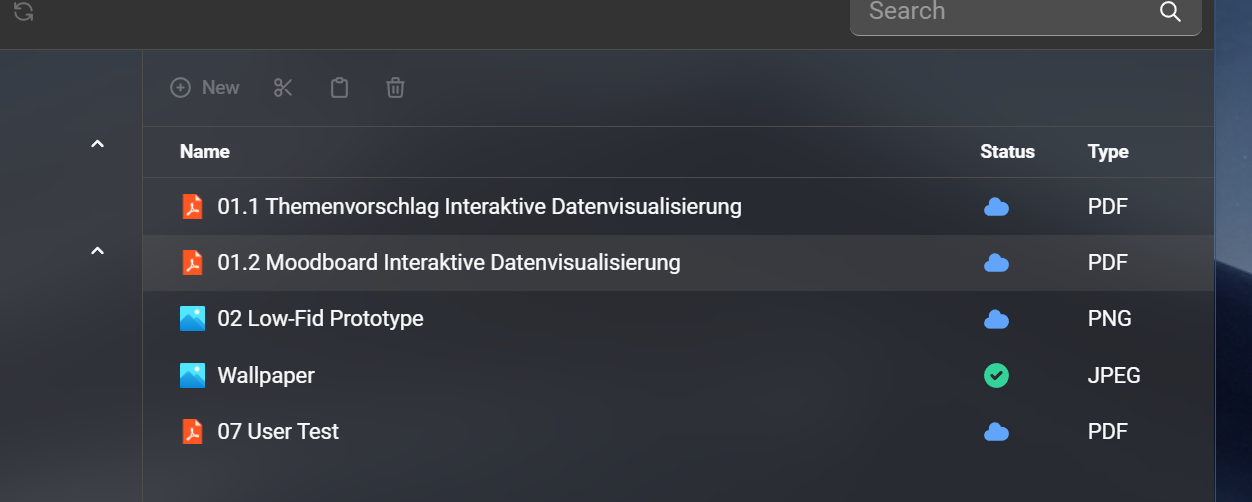 Search
New
Name Status Type
01.1 Themenvorschlag Interaktive Datenvisualisierung PDF
01.2 Moodboard Interaktive Datenvisualisierung PDF
02 Low-Fid Prototype PNG
Wallpaper JPEG
07 User Test PDF